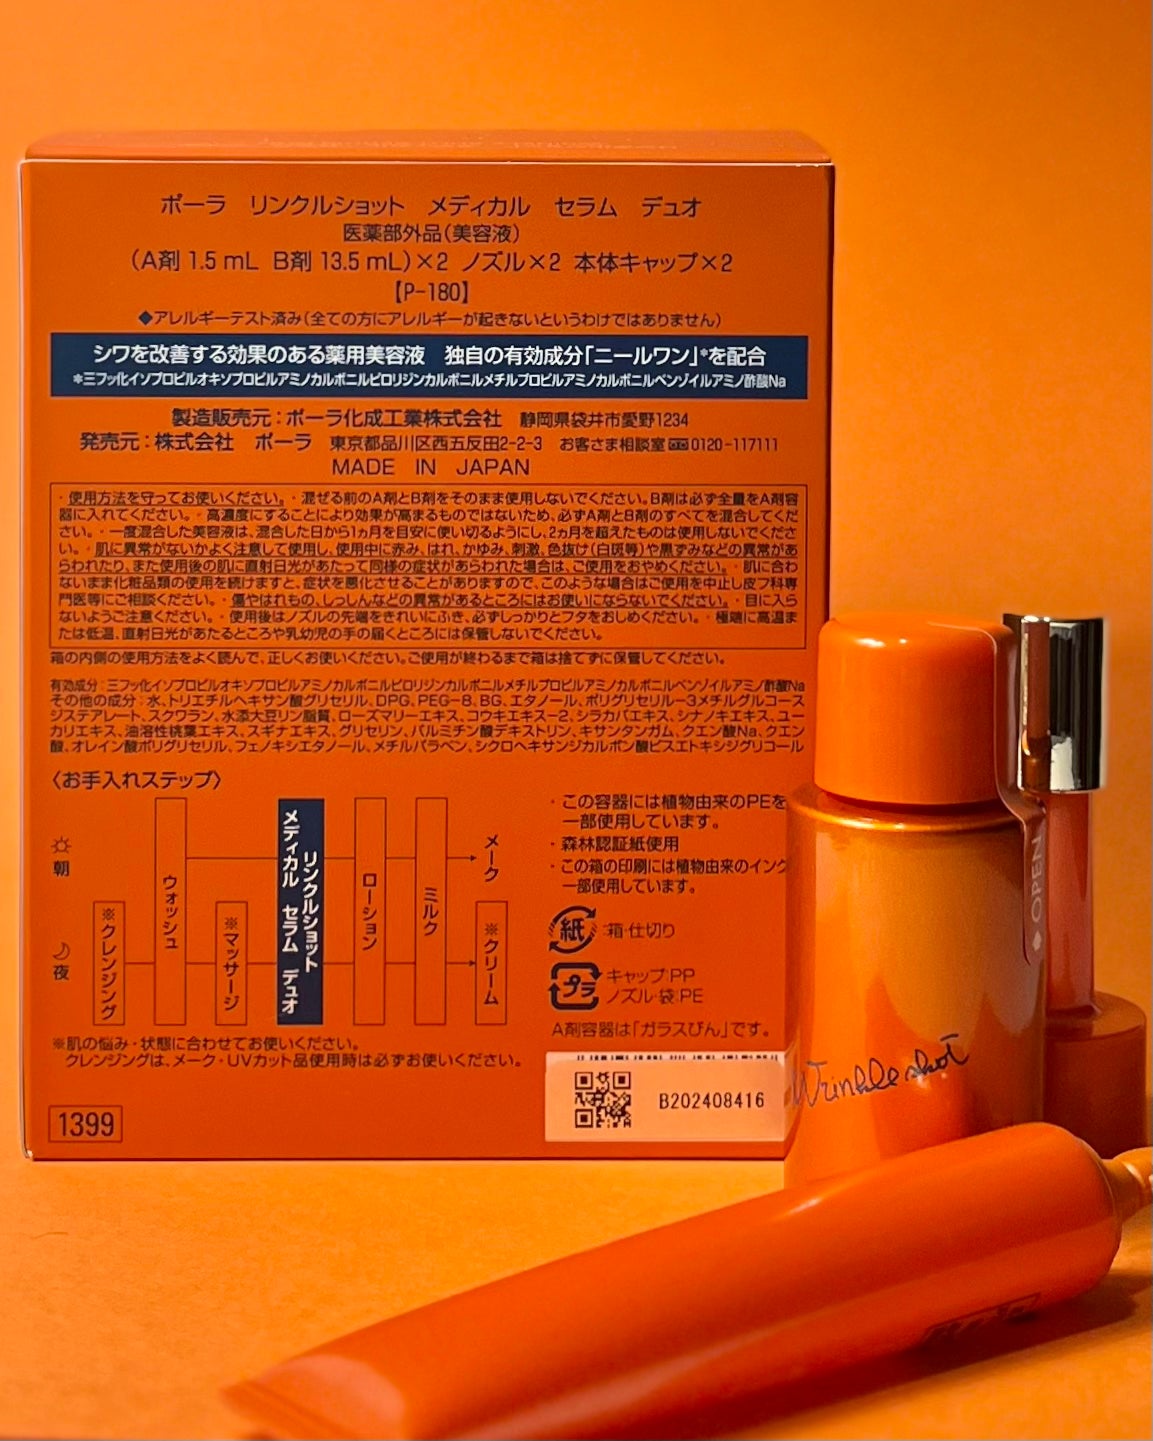 ポーラ　リンクルショット　メディカル　セラム　デュオ
医薬部外品（美容液）
（A剤 1.5 mL　B剤 13.5 mL）×2　ノズル×2　本体キャップ×2
【P-180】
◆アレルギーテスト済み（全ての方にアレルギーが起きないというわけではありません）
シワを改善する効果のある薬用美容液　独自の有効成分「ニールワン」*を配合
*三フッ化イソプロピルオキソプロピルアミノカルボニルピロリジンカルボニルメチルプロピルアミノカルボニルベンゾイルアミノ酢酸Na
製造販売元：ポーラ化成工業株式会社　静岡県袋井市愛野1234
発売元：株式会社　ポーラ　東京都品川区西五反田2-2-3　お客さま相談室 0120-117111
MADE IN JAPAN
・使用方法を守ってお使いください。・混ぜる前のA剤とB剤をそのまま使用しないでください。B剤は必ず全量をA剤容
器に入れてください。・高濃度にすることにより効果が高まるものではないため、必ずA剤とB剤のすべてを混合してくだ
さい。・一度混合した美容液は、混合した日から1ヵ月を目安に使い切るようにし、2ヵ月を超えたものは使用しないでくださ
い。・肌に異常がないかよく注意して使用し、使用中に赤み、はれ、かゆみ、刺激、色抜け（白斑等）や黒ずみなどの異常があ
らわれたり、また使用後の肌に直射日光があたって同様の症状があらわれた場合は、ご使用をおやめください。・肌に合わ
ないまま化粧品類の使用を続けますと、症状を悪化させることがありますので、このような場合はご使用を中止し皮フ科専
門医等にご相談ください。・傷やはれもの、しっしんなどの異常があるところにはお使いにならないでください。・目に入ら
ないようご注意ください。・使用後はノズルの先端をきれいにふき、必ずしっかりとフタをおしめください。・極端に高温ま
たは低温、直射日光があたるところや乳幼児の手の届くところには保管しないでください。
箱の内側の使用方法をよく読んで、正しくお使いください。ご使用が終わるまで箱は捨てずに保管してください。
有効成分：三フッ化イソプロピルオキソプロピルアミノカルボニルピロリジンカルボニルメチルプロピルアミノカルボニルベンゾイルアミノ酢酸Na
その他の成分：水、トリエチルヘキサン酸グリセリル、DPG、PEG-8、BG、エタノール、ポリグリセリル-3メチルグルコース
ジステアレート、スクワラン、水添大豆リン脂質、ローズマリーエキス、コウキエキス-2、シラカバエキス、シナノキエキス、ユー
カリエキス、油溶性桃葉エキス、スギナエキス、グリセリン、パルミチン酸デキストリン、キサンタンガム、クエン酸Na、クエン
酸、オレイン酸ポリグリセリル、フェノキシエタノール、メチルパラベン、シクロヘキサンジカルボン酸ビスエトキシジグリコール
〈お手入れステップ〉
朝
夜
※クレンジング
ウォッシュ
※マッサージ
リンクルショット
メディカル　セラム　デュオ
ローション
ミルク
メーク
※クリーム
※肌の悩み・状態に合わせてお使いください。
クレンジングは、メーク・UVカット品使用時は必ずお使いください。
1399
・この容器には植物由来のPEを
一部使用しています。
・森林認証紙使用
・この箱の印刷には植物由来のインク
一部使用しています。
紙
：箱・仕切り
プラ
キャップ：PP
ノズル・袋：PE
A剤容器は「ガラスびん」です。
B202408416
OPEN
Wrinkle shot